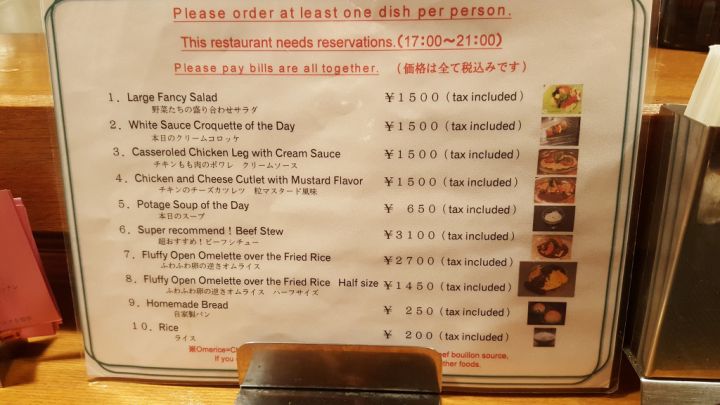 Please order at least one dish per person.
This restaurant needs reservations.(17:00~21:00)
Please pay bills are all together. (価格は全て税込みです)
1. Large Fancy Salad ￥1500 (tax included)
野菜たちの盛り合わせサラダ
2. White Sauce Croquette of the Day ￥1500 (tax included)
本日のクリームコロッケ
3. Casseroled Chicken Leg with Cream Sauce ￥1500 (tax included)
チキンもも肉のポワレ クリームソース
4. Chicken and Cheese Cutlet with Mustard Flavor ￥1500 (tax included)
チキンのチーズカツレツ 粒マスタード風味
5. Potage Soup of the Day ￥ 650 (tax included)
本日のスープ
6. Super recommend! Beef Stew ￥3100 (tax included)
超おすすめ!ビーフシチュー
7. Fluffy Open Omelette over the Fried Rice ￥2700 (tax included)
ふわふわ卵の逆さオムライス
8. Fluffy Open Omelette over the Fried Rice Half size ￥1450 (tax included)
ふわふわ卵の逆さオムライス ハーフサイズ
9. Homemade Bread ￥ 250 (tax included)
自家製パン
10. Rice ￥ 200 (tax included)
ライス
※Omerice=C bouillon source,
If you foods.